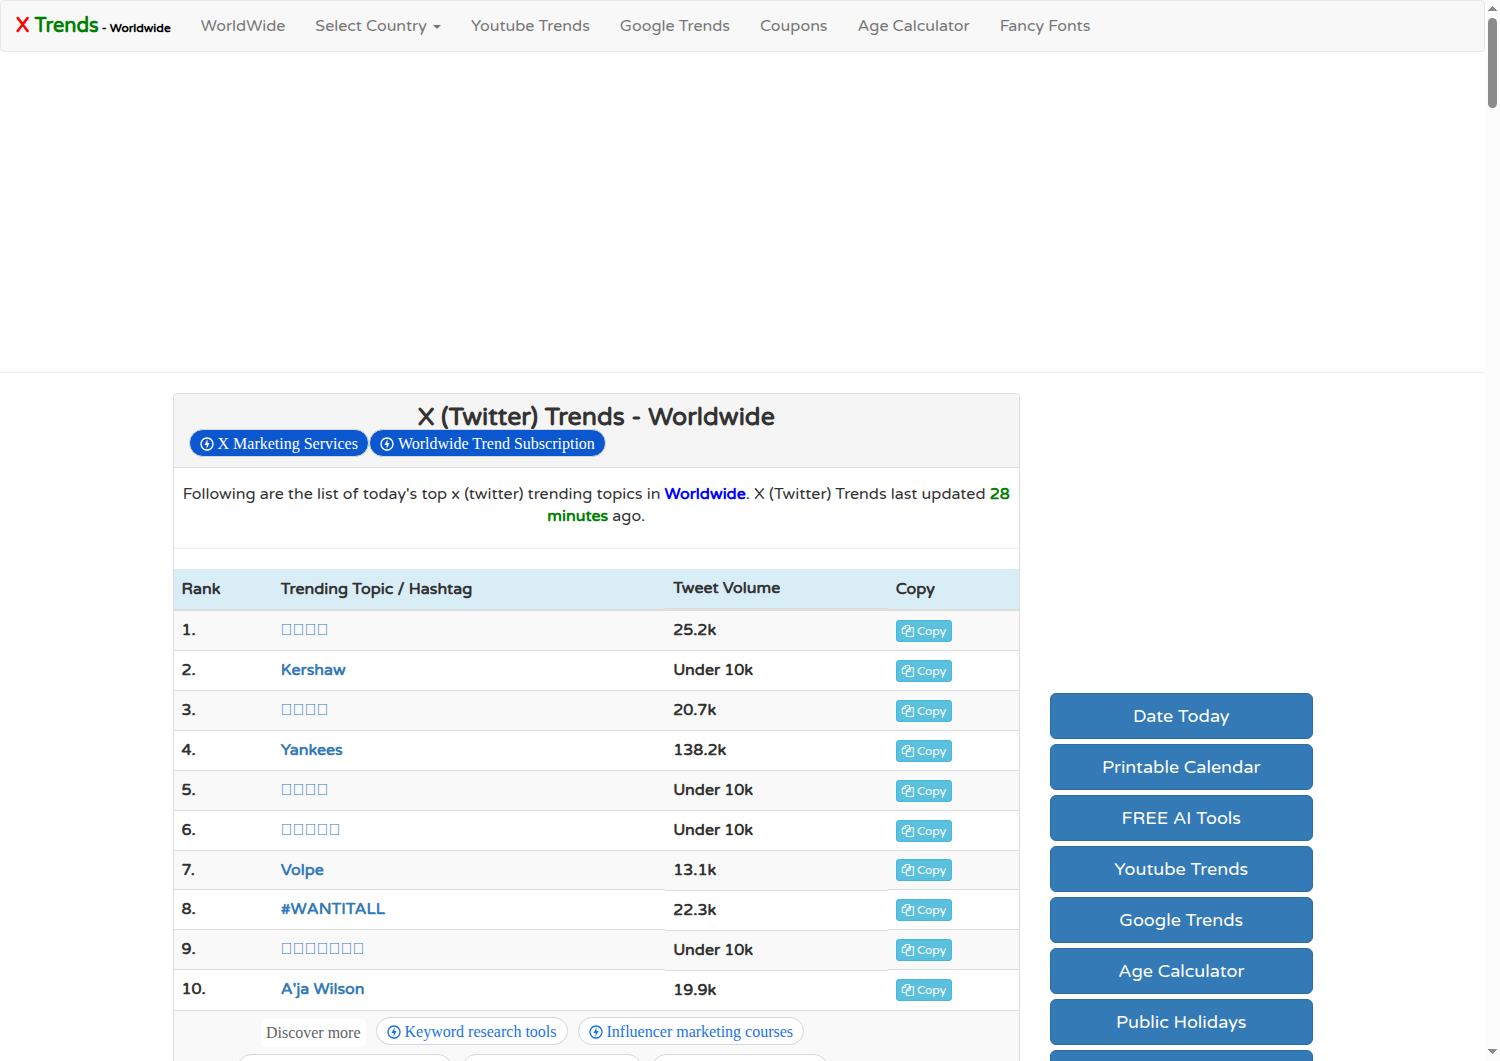 X Trends - Worldwide WorldWide Select Country Youtube Trends Google Trends Coupons Age Calculator Fancy Fonts
X (Twitter) Trends - Worldwide
X Marketing Services Worldwide Trend Subscription
Following are the list of today's top x (twitter) trending topics in Worldwide. X (Twitter) Trends last updated 28
minutes ago.
Rank Trending Topic / Hashtag Tweet Volume Copy
1. 25.2k Copy
2. Kershaw Under 10k Copy
3. 20.7k Copy
4. Yankees 138.2k Copy
5. Under 10k Copy
6. Under 10k Copy
7. Volpe 13.1k Copy
8. #WANTITALL 22.3k Copy
9. Under 10k Copy
10. A'ja Wilson 19.9k Copy
Discover more Keyword research tools Influencer marketing courses
Date Today
Printable Calendar
FREE AI Tools
Youtube Trends
Google Trends
Age Calculator
Public Holidays